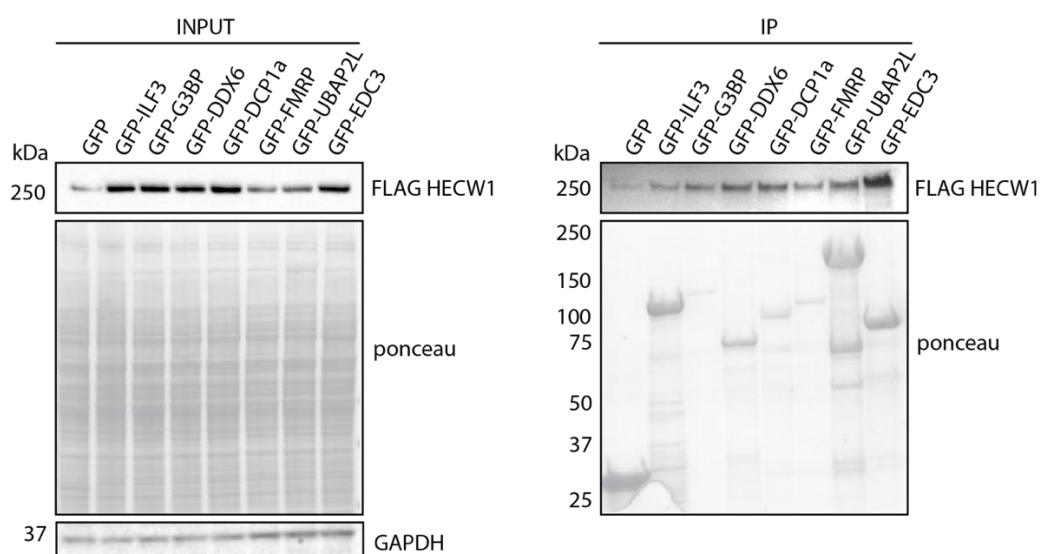 INPUT
GFP
GFP-ILF3
GFP-G3BP
GFP-DDX6
GFP-DCP1a
GFP-FMRP
GFP-UBAP2L
GFP-EDC3
kDa
250
FLAG HECW1
ponceau
37
GAPDH
IP
GFP
GFP-ILF3
GFP-G3BP
GFP-DDX6
GFP-DCP1a
GFP-FMRP
GFP-UBAP2L
GFP-EDC3
kDa
250
FLAG HECW1
250
150
100
75
ponceau
50
37
25